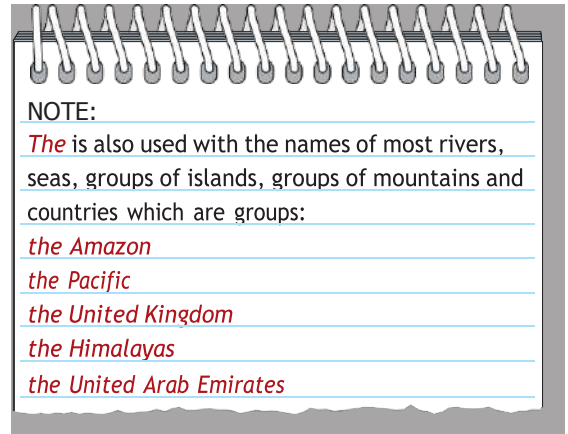 NOTE:
The is also used with the names of most rivers,
seas, groups of islands, groups of mountains and
countries which are groups:
the Amazon
the Pacific
the United Kingdom
the Himalayas
the United Arab Emirates